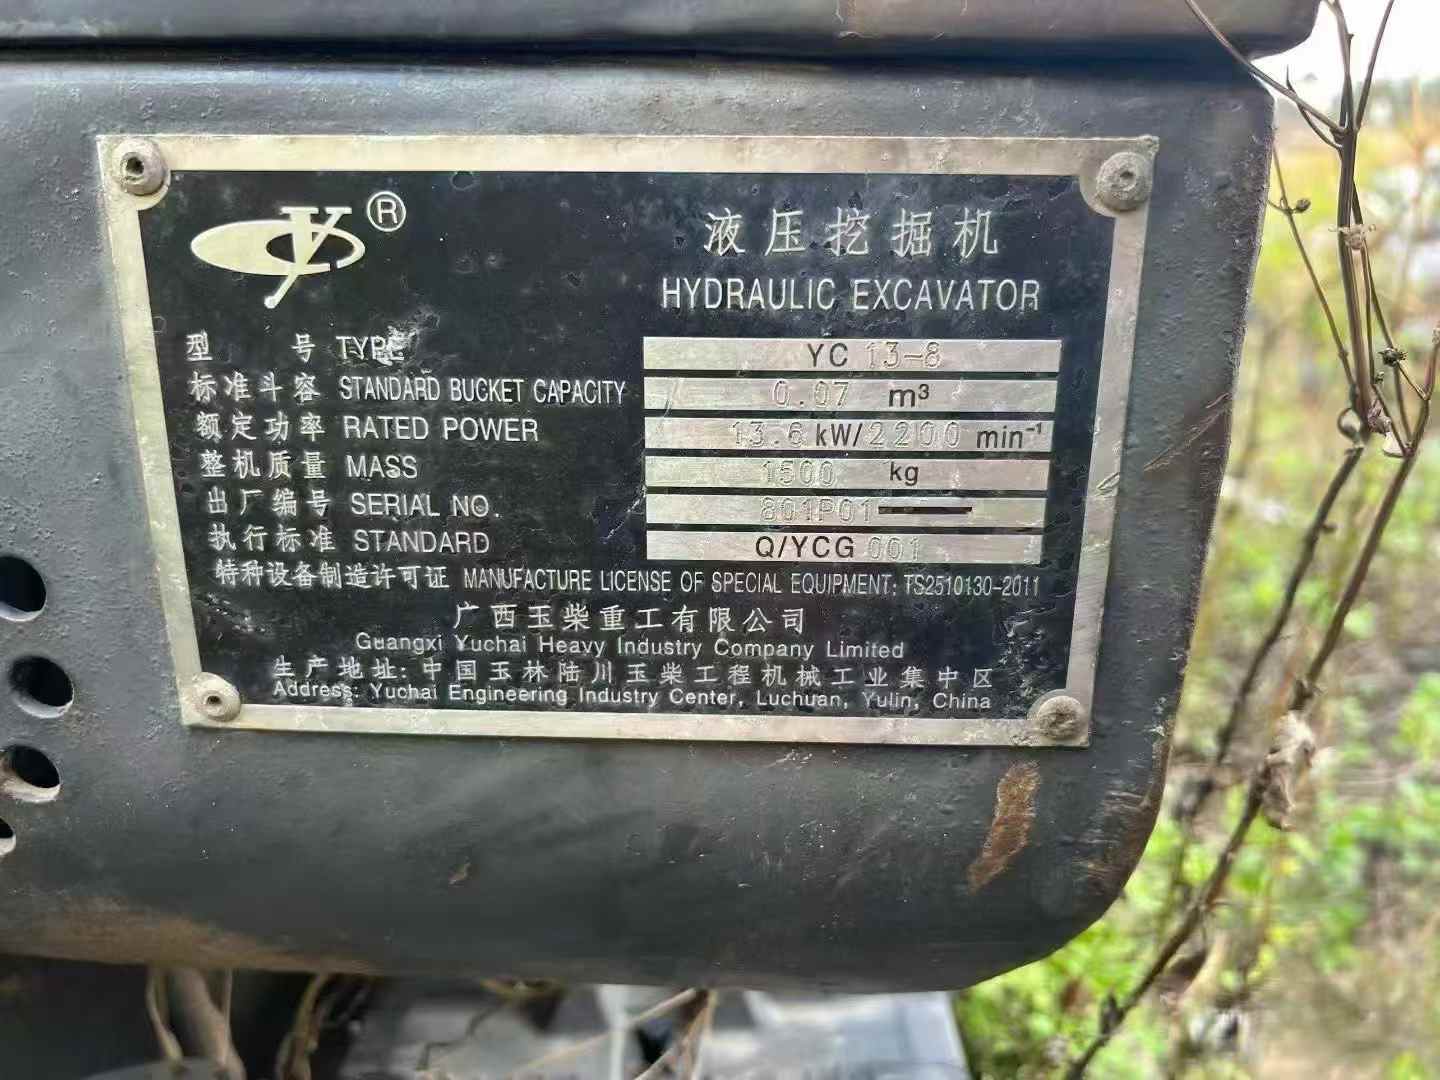 ®
液压挖掘机
HYDRAULIC EXCAVATOR
型 号 TYPE YC 13-8
标准斗容 STANDARD BUCKET CAPACITY 0.07 m³
额定功率 RATED POWER 13.6 kW/2200 min⁻¹
整机质量 MASS 1500 kg
出厂编号 SERIAL NO. 801P01
执行标准 STANDARD Q/YCG 001
特种设备制造许可证 MANUFACTURE LICENSE OF SPECIAL EQUIPMENT: TS2510130-2011
广西玉柴重工有限公司
Guangxi Yuchai Heavy Industry Company Limited
生产地址: 中国玉林陆川玉柴工程机械工业集中区
Address: Yuchai Engineering Industry Center, Luchuan, Yulin, China